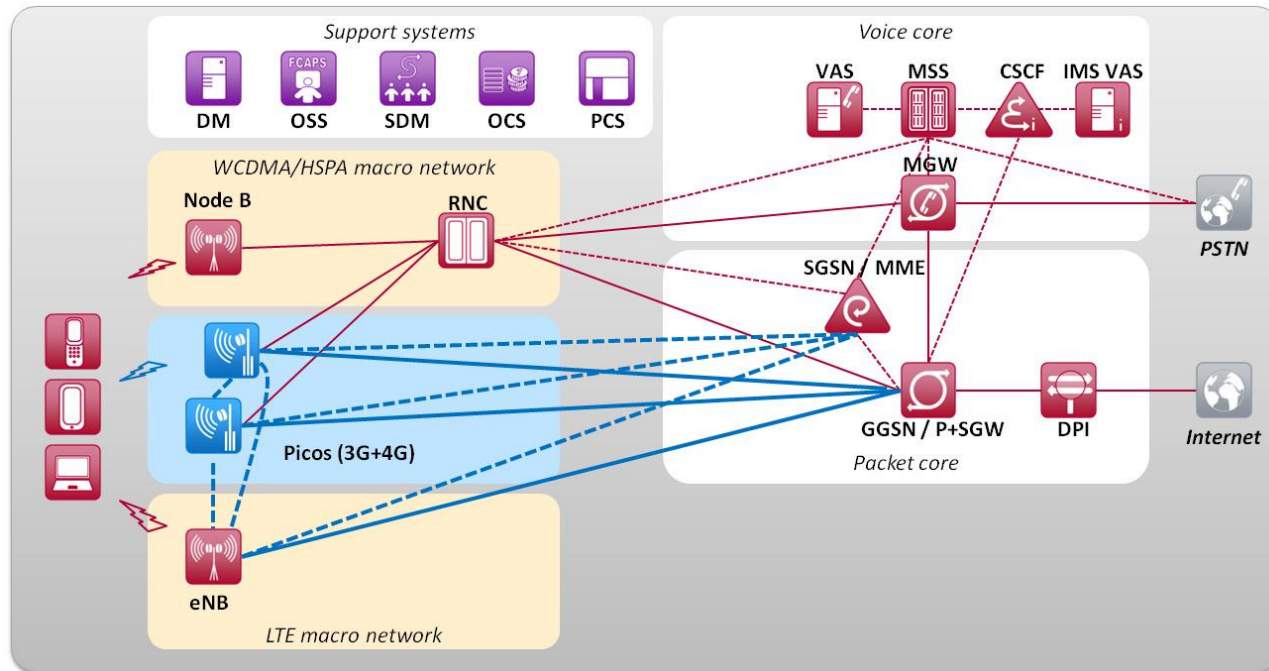 Support systems
FCAPS
DM
OSS
SDM
OCS
PCS
Voice core
VAS
MSS
CSCF
IMS VAS
i
i
MGW
PSTN
WCDMA/HSPA macro network
Node B
RNC
SGSN / MME
Picos (3G+4G)
GGSN / P+SGW
DPI
Internet
Packet core
eNB
LTE macro network